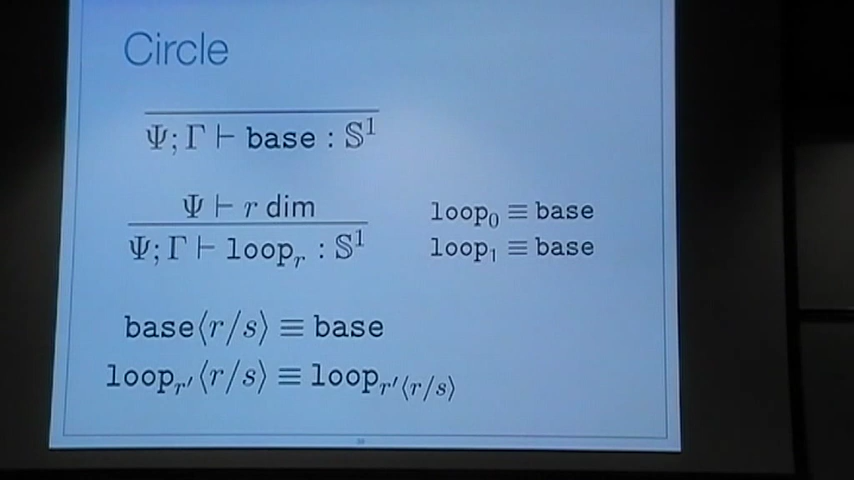 Circle
Ψ; Γ ⊢ base : 𝕊¹
Ψ ⊢ r dim
Ψ; Γ ⊢ loop_r : 𝕊¹
loop₀ ≡ base
loop₁ ≡ base
base⟨r/s⟩ ≡ base
loop_r′⟨r/s⟩ ≡ loop_r′⟨r/s⟩